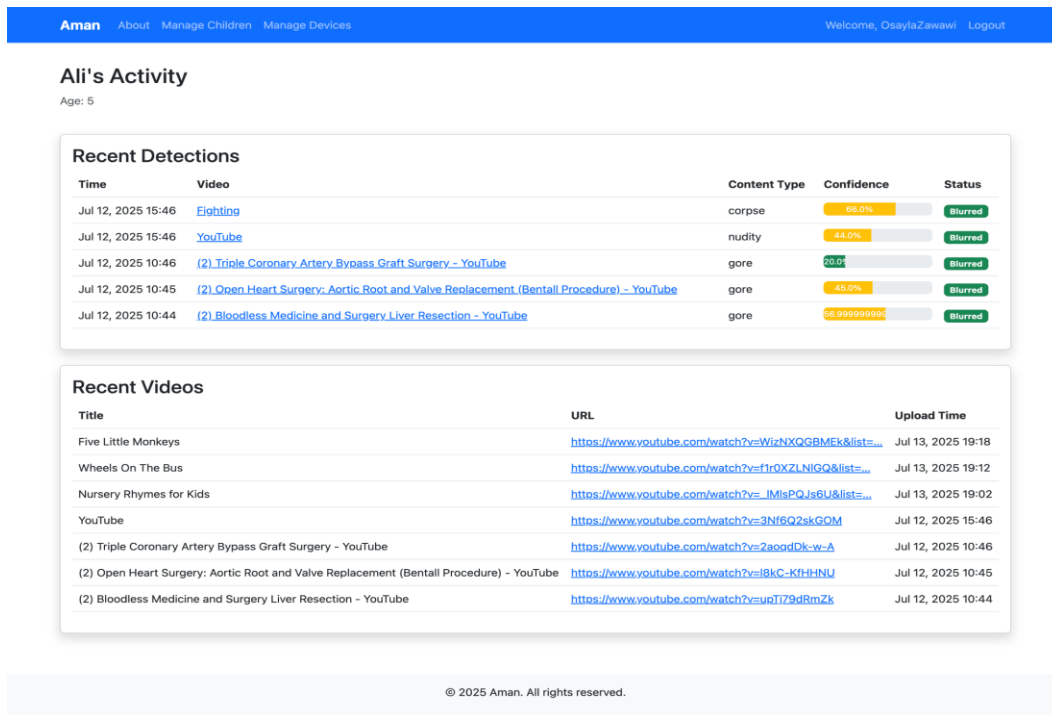 Aman About Manage Children Manage Devices Welcome, OsaylaZawawi Logout
Ali's Activity
Age: 5
Recent Detections
Time Video Content Type Confidence Status
Jul 12, 2025 15:46 Fighting corpse 66.0% Blurred
Jul 12, 2025 15:46 YouTube nudity 44.0% Blurred
Jul 12, 2025 10:46 (2) Triple Coronary Artery Bypass Graft Surgery - YouTube gore 20.0% Blurred
Jul 12, 2025 10:45 (2) Open Heart Surgery: Aortic Root and Valve Replacement (Bentall Procedure) - YouTube gore 45.0% Blurred
Jul 12, 2025 10:44 (2) Bloodless Medicine and Surgery Liver Resection - YouTube gore 56.999999999 Blurred
Recent Videos
Title URL Upload Time
Five Little Monkeys https://www.youtube.com/watch?v=WizNXQGBMEk&list=... Jul 13, 2025 19:18
Wheels On The Bus https://www.youtube.com/watch?v=f1r0XZLNlGQ&list=... Jul 13, 2025 19:12
Nursery Rhymes for Kids https://www.youtube.com/watch?v=_lMlsPQJs6U&list=... Jul 13, 2025 19:02
YouTube https://www.youtube.com/watch?v=3Nf6Q2skGOM Jul 12, 2025 15:46
(2) Triple Coronary Artery Bypass Graft Surgery - YouTube https://www.youtube.com/watch?v=2aoqdDk-w-A Jul 12, 2025 10:46
(2) Open Heart Surgery: Aortic Root and Valve Replacement (Bentall Procedure) - YouTube https://www.youtube.com/watch?v=l8kC-KfHHNU Jul 12, 2025 10:45
(2) Bloodless Medicine and Surgery Liver Resection - YouTube https://www.youtube.com/watch?v=upTj79dRmZk Jul 12, 2025 10:44
© 2025 Aman. All rights reserved.